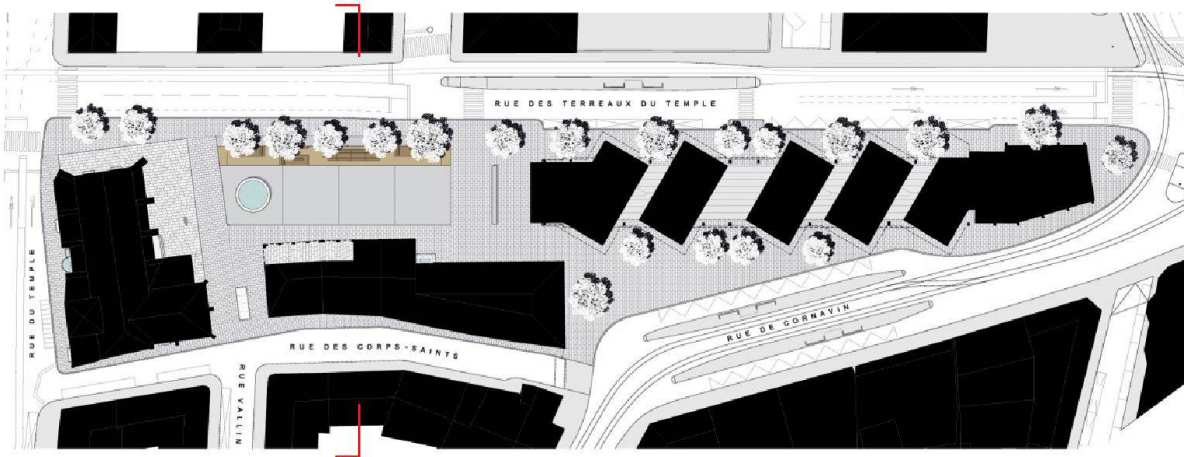 RUE DES TERREAUX DU TEMPLE
RUE DU TEMPLE
RUE DE CORNAVIN
RUE DES CORPS-SAINTS
RUE VALLIN